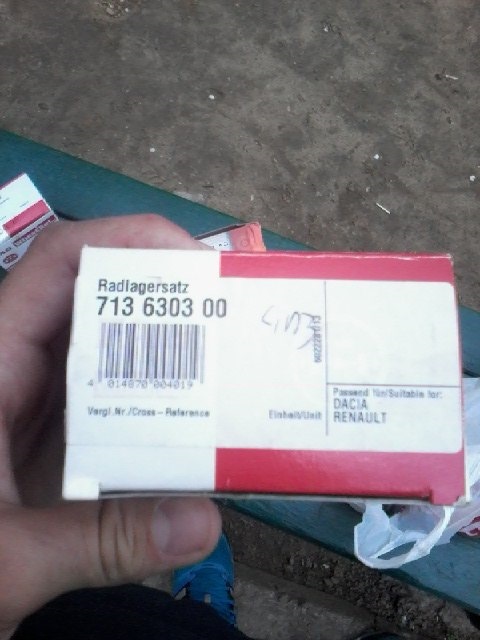 Radlagersatz
713 6303 00
4 014870 004019
Vergl.Nr./Cross - Reference
Einheit/Unit
Passend für/Suitable for:
DACIA
RENAULT